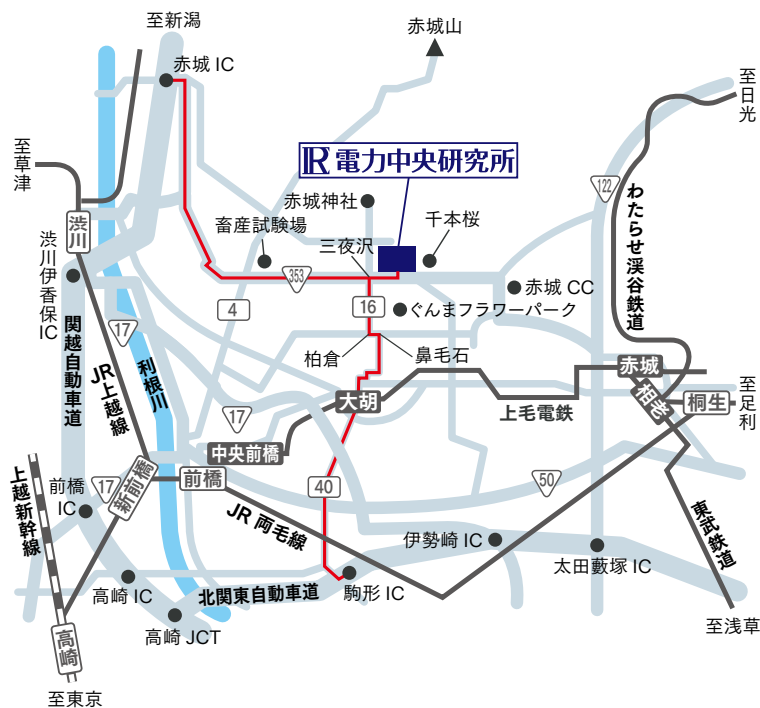 至新潟
赤城山
赤城 IC
至日光
至草津
電力中央研究所
122
赤城神社
わたらせ渓谷鉄道
渋川
畜産試験場
千本桜
三夜沢
渋川伊香保IC
353
赤城 CC
4
16
ぐんまフラワーパーク
関越自動車道
17
柏倉
鼻毛石
利根川
JR上越線
赤城
相老
至足利
大胡
桐生
17
上毛電鉄
中央前橋
上越新幹線
前橋
IC
17
新前橋
前橋
40
50
JR 両毛線
東武鉄道
伊勢崎 IC
太田藪塚 IC
高崎 IC
北関東自動車道
駒形 IC
高崎
高崎 JCT
至浅草
至東京